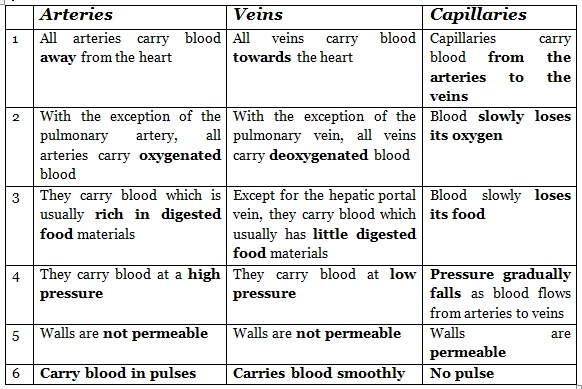 Arteries Veins Capillaries
1 All arteries carry blood All veins carry blood Capillaries carry
away from the heart towards the heart blood from the
arteries to the
veins
2 With the exception of the With the exception of the Blood slowly loses
pulmonary artery, all pulmonary vein, all veins its oxygen
arteries carry oxygenated carry deoxygenated blood
blood
3 They carry blood which is Except for the hepatic portal Blood slowly loses
usually rich in digested vein, they carry blood which its food
food materials usually has little digested
food materials
4 They carry blood at a high They carry blood at low Pressure gradually
pressure pressure falls as blood flows
from arteries to veins
5 Walls are not permeable Walls are not permeable Walls are
permeable
6 Carry blood in pulses Carries blood smoothly No pulse